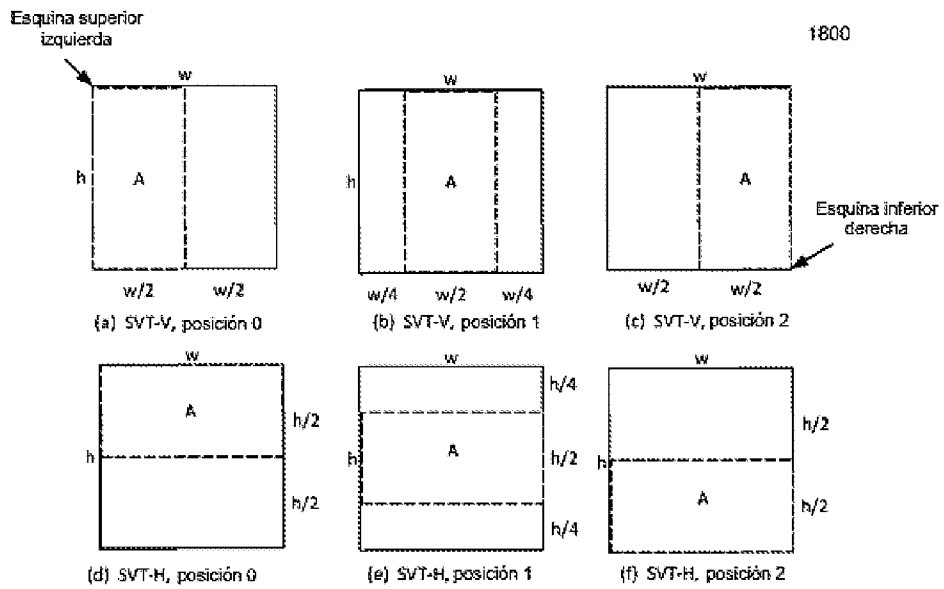 Esquina superior
izquierda
1800
w
w
w
h
A
h
A
A
Esquina inferior
derecha
w/2 w/2
w/4 w/2 w/4
w/2 w/2
(a) SVT-V, posición 0
(b) SVT-V, posición 1
(c) SVT-V, posición 2
w
w
w
A
h/2
h
h/2
h/4
A
h
h/2
h/4
h/2
h
A
h/2
(d) SVT-H, posición 0
(e) SVT-H, posición 1
(f) SVT-H, posición 2